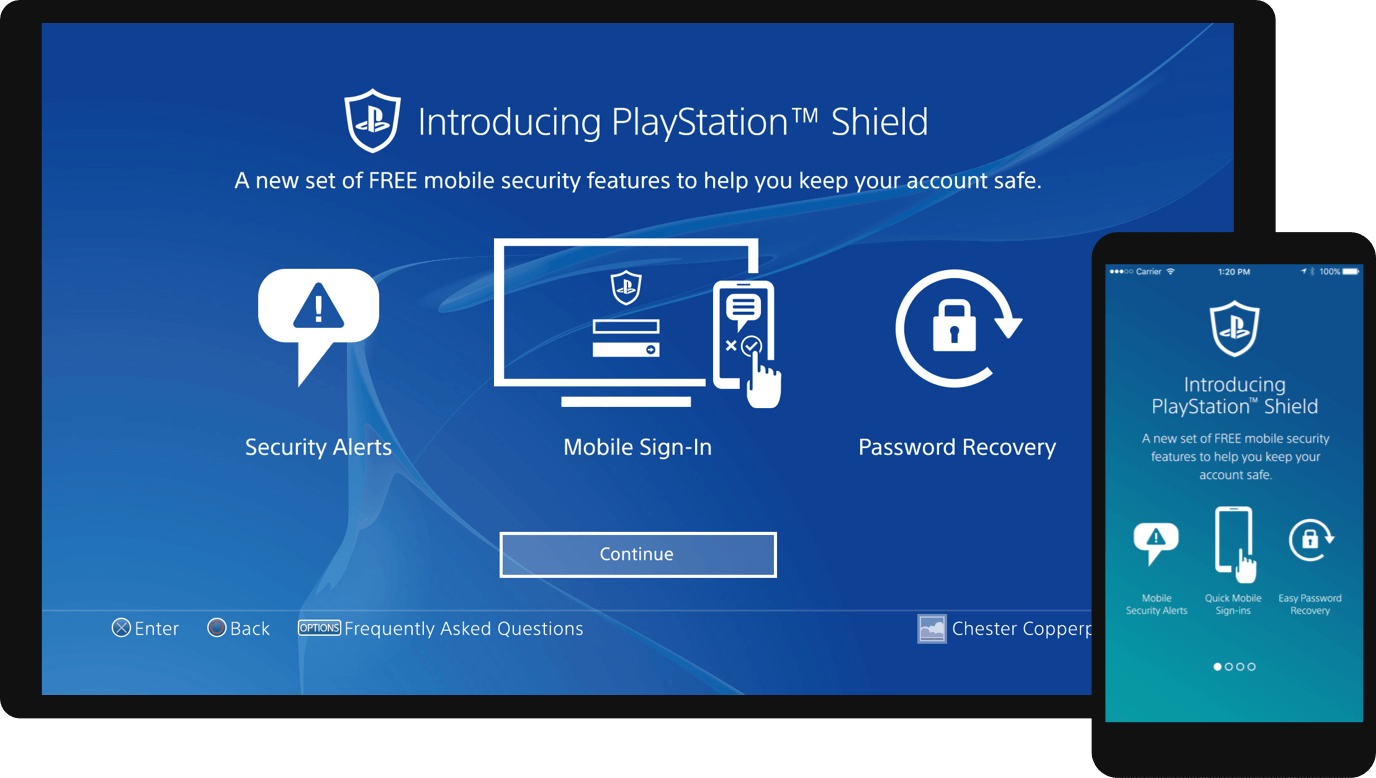 Introducing PlayStation™ Shield
A new set of FREE mobile security features to help you keep your account safe.
Security Alerts
Mobile Sign-In
Password Recovery
Continue
Enter
Back
OPTIONS Frequently Asked Questions
Chester Copperp
Carrier
1:20 PM
100%
Introducing
PlayStation™ Shield
A new set of FREE mobile security
features to help you keep your
account safe.
Mobile
Security Alerts
Quick Mobile
Sign-ins
Easy Password
Recovery